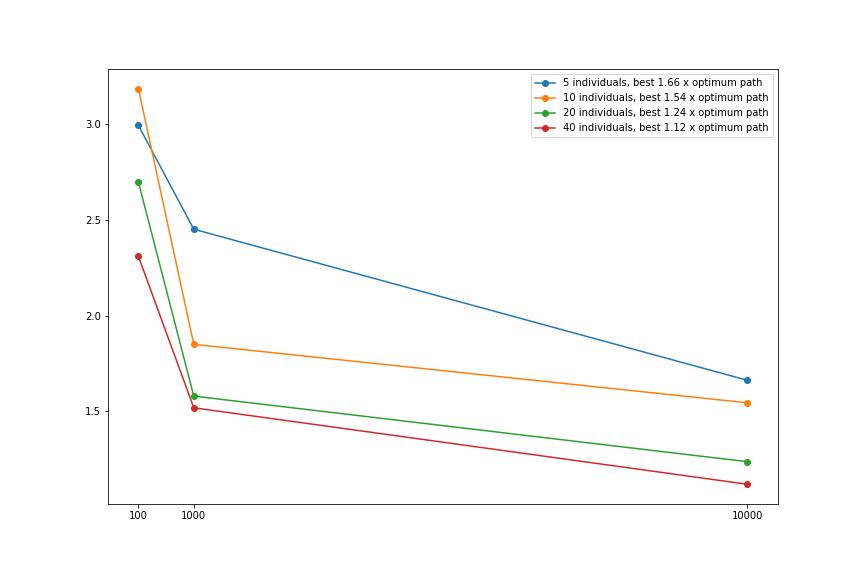 5 individuals, best 1.66 x optimum path
10 individuals, best 1.54 x optimum path
20 individuals, best 1.24 x optimum path
40 individuals, best 1.12 x optimum path
3.0
2.5
2.0
1.5
100 1000 10000